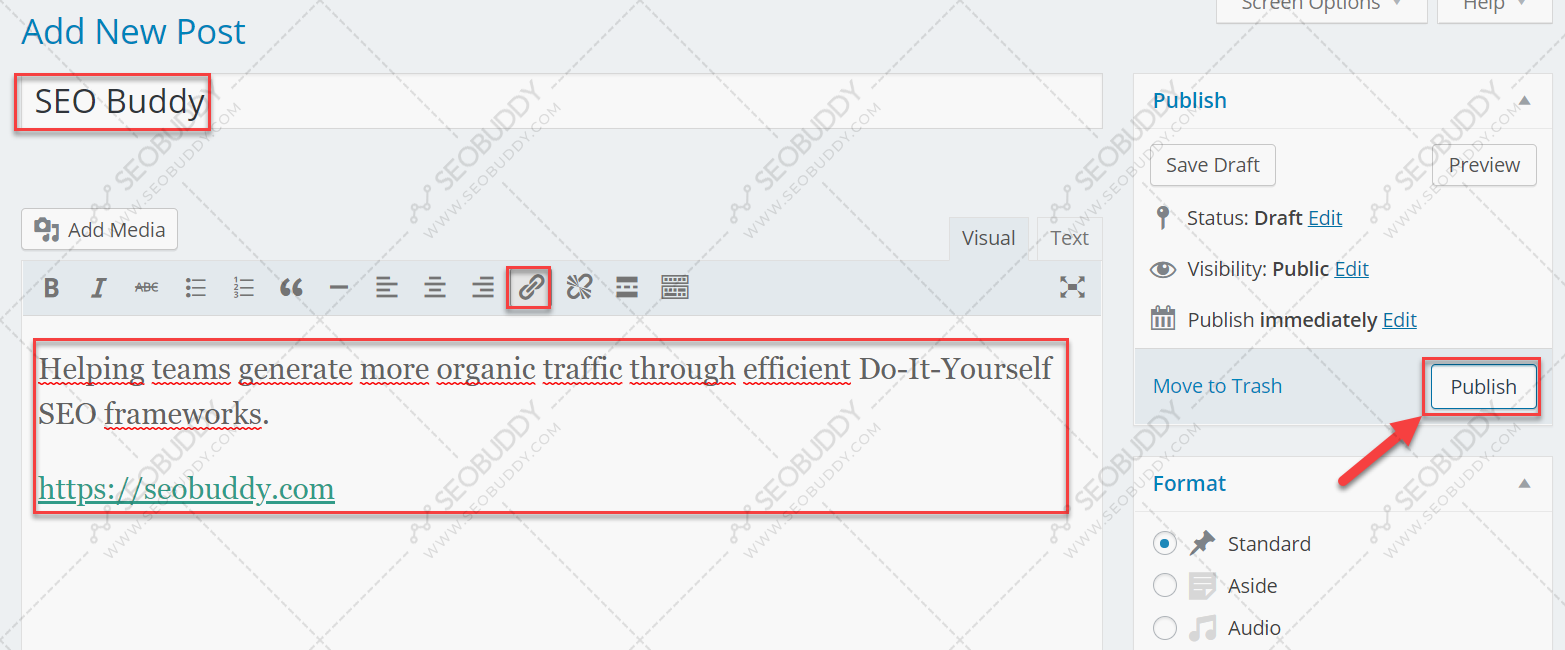 Screen Options
Help
Add New Post
SEO Buddy
Add Media
Visual
Text
B I ABC
Helping teams generate more organic traffic through efficient Do-It-Yourself
SEO frameworks.
https://seobuddy.com
Publish
Save Draft
Preview
Status: Draft Edit
Visibility: Public Edit
Publish immediately Edit
Move to Trash
Publish
Format
Standard
Aside
Audio
SEOBUDDY
WWW.SEOBUDDY.COM